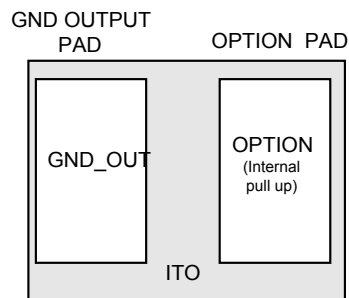 GND OUTPUT
PAD
OPTION PAD
GND_OUT
OPTION
(Internal
pull up)
ITO